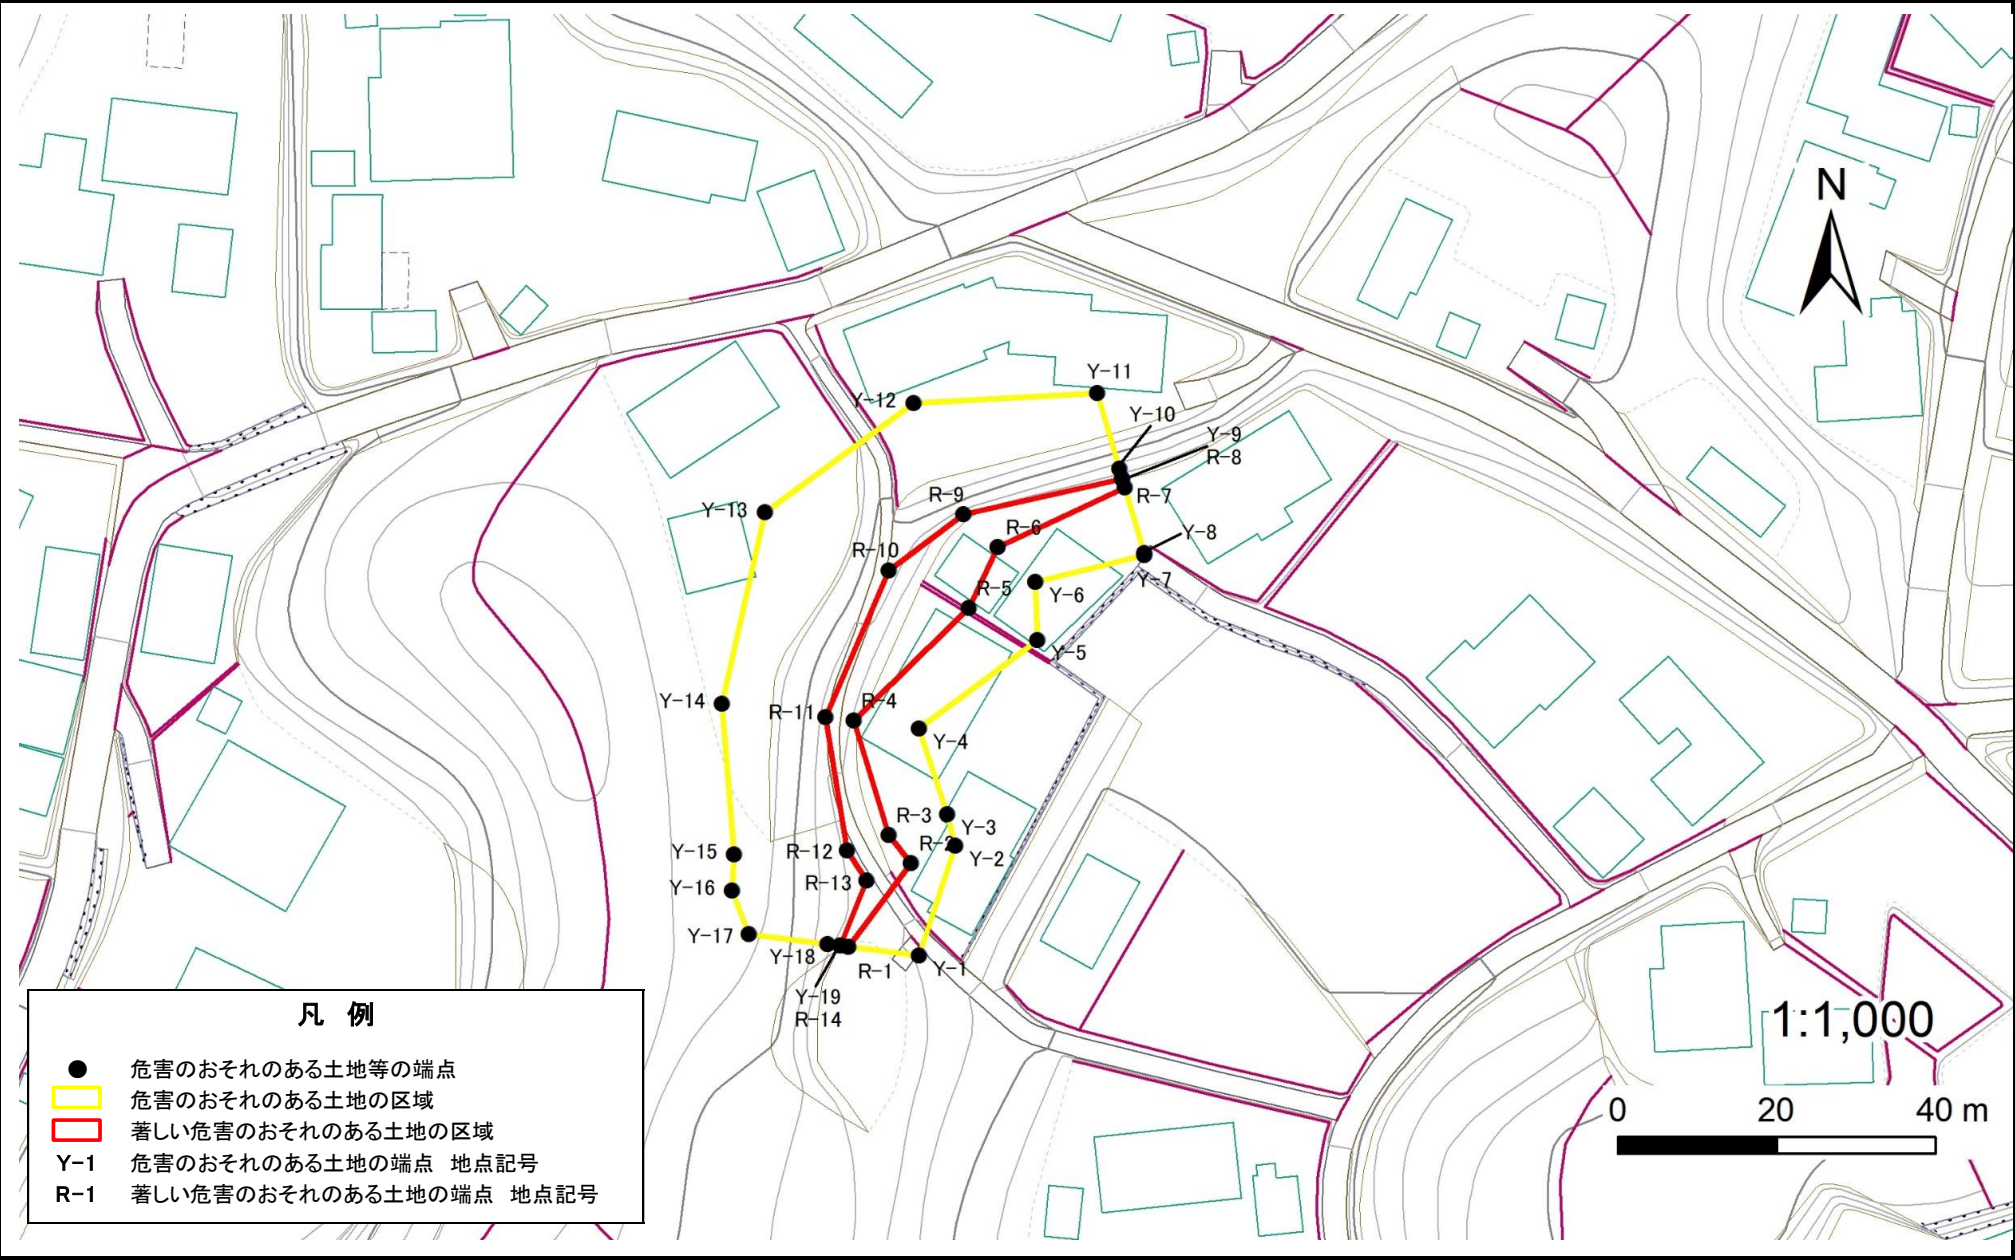 N
Y-11
Y-12
Y-10
Y-9
R-8
R-7
R-9
Y-13
R-6
Y-8
R-10
Y-7
R-5
Y-6
Y-5
Y-14
R-4
R-11
Y-4
R-3
Y-3
R-2
Y-2
Y-15
R-12
Y-16
R-13
Y-17
Y-18
R-1
Y-1
Y-19
R-14
1:1,000
0 20 40 m
凡 例
危害のおそれのある土地等の端点
危害のおそれのある土地の区域
著しい危害のおそれのある土地の区域
Y-1 危害のおそれのある土地の端点 地点記号
R-1 著しい危害のおそれのある土地の端点 地点記号